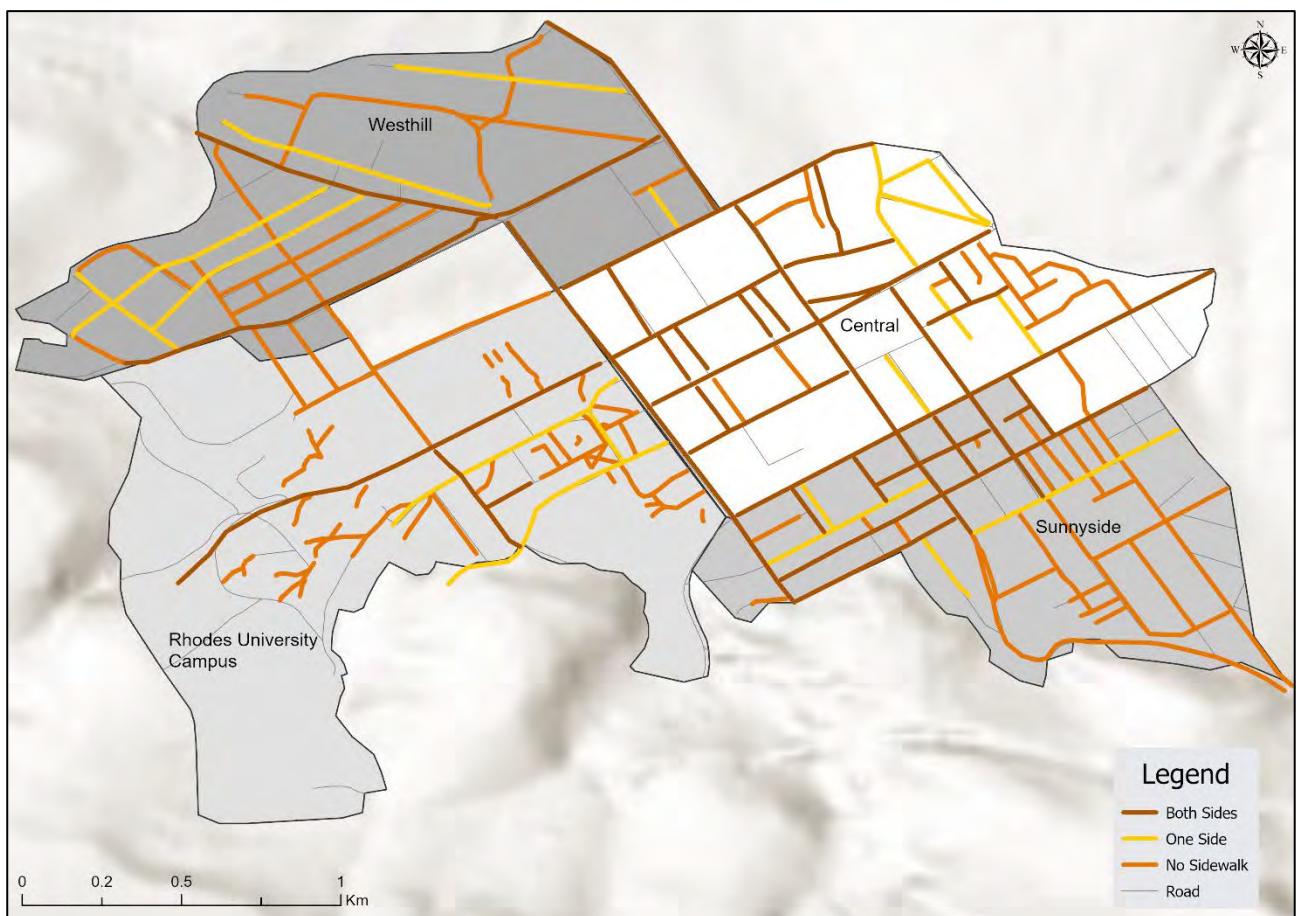 N
W E
S
Westhill
Central
Sunnyside
Rhodes University
Campus
Legend
Both Sides
One Side
No Sidewalk
Road
0 0.2 0.5 1
Km